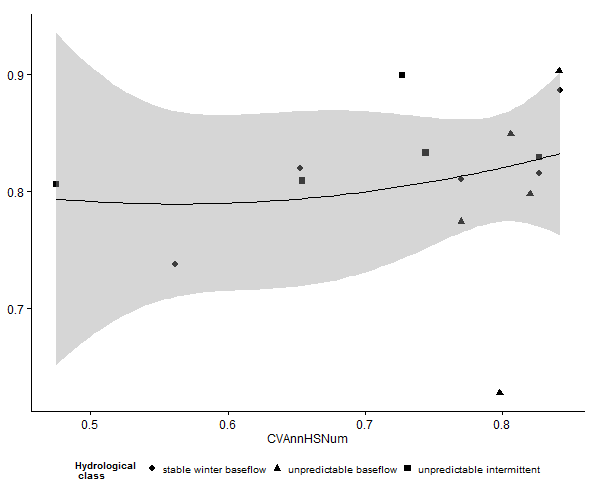 0.9
0.8
0.7
0.5 0.6 0.7 0.8
CVAnnHSNum
Hydrological
class
stable winter baseflow unpredictable baseflow unpredictable intermittent